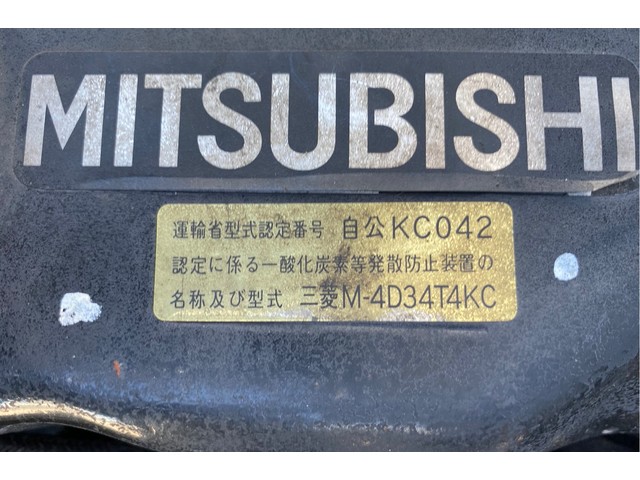 MITSUBISHI
運輸省型式認定番号 自公KC042
認定に係る一酸化炭素等発散防止装置の
名称及び型式 三菱M-4D34T4KC